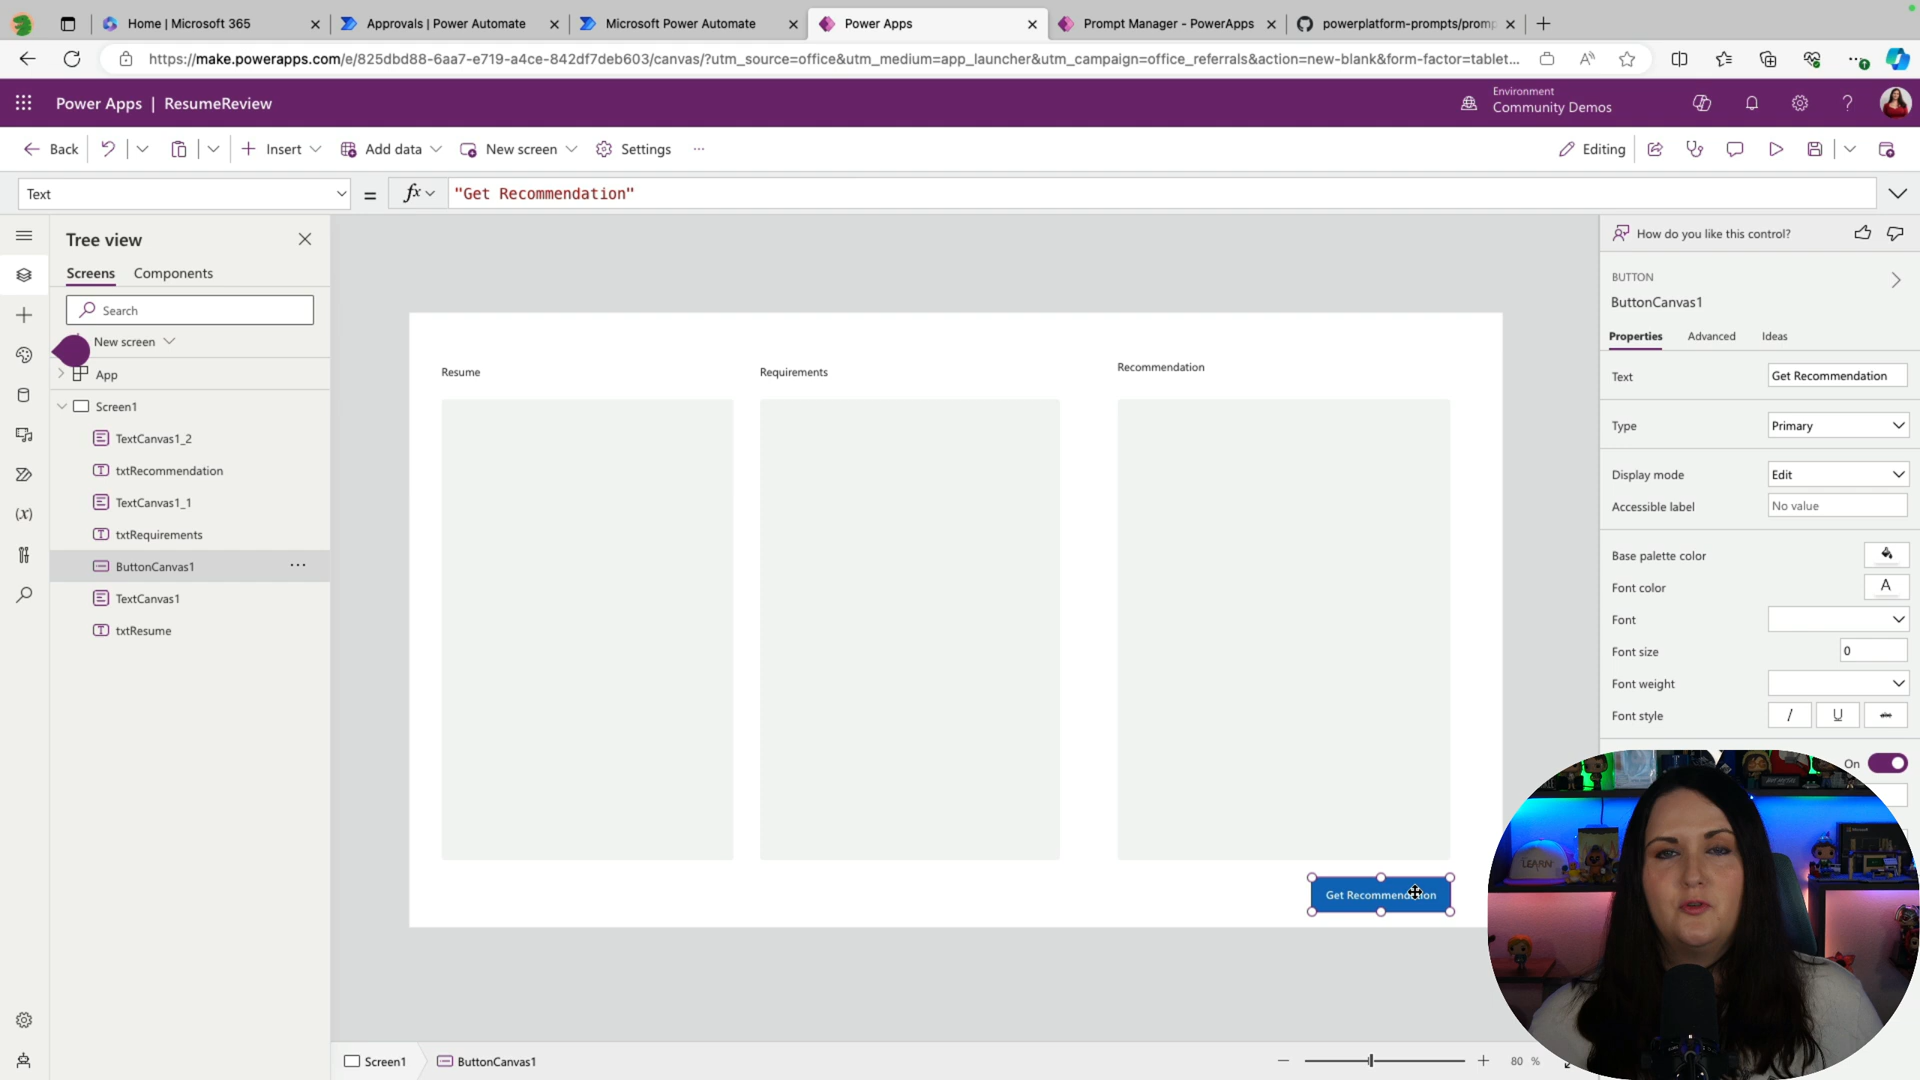 Home | Microsoft 365
Approvals | Power Automate
Microsoft Power Automate
Power Apps
Prompt Manager - PowerApps
powerplatform-prompts/promp
https://make.powerapps.com/e/825dbd88-6aa7-e719-a4ce-842df7deb603/canvas/?utm_source=office&utm_medium=app_launcher&utm_campaign=office_referrals&action=new-blank&form-factor=tablet...
Power Apps | ResumeReview
Environment
Community Demos
Back
Insert
Add data
New screen
Settings
Editing
Text
=
fx
"Get Recommendation"
Tree view
Screens
Components
Search
New screen
App
Screen1
TextCanvas1_2
txtRecommendation
TextCanvas1_1
txtRequirements
ButtonCanvas1
TextCanvas1
txtResume
Resume
Requirements
Recommendation
Get Recommendation
How do you like this control?
BUTTON
ButtonCanvas1
Properties
Advanced
Ideas
Text
Get Recommendation
Type
Primary
Display mode
Edit
Accessible label
No value
Base palette color
Font color
A
Font
Font size
0
Font weight
Font style
/
U
abc
On
LEARN
Screen1
ButtonCanvas1
80 %